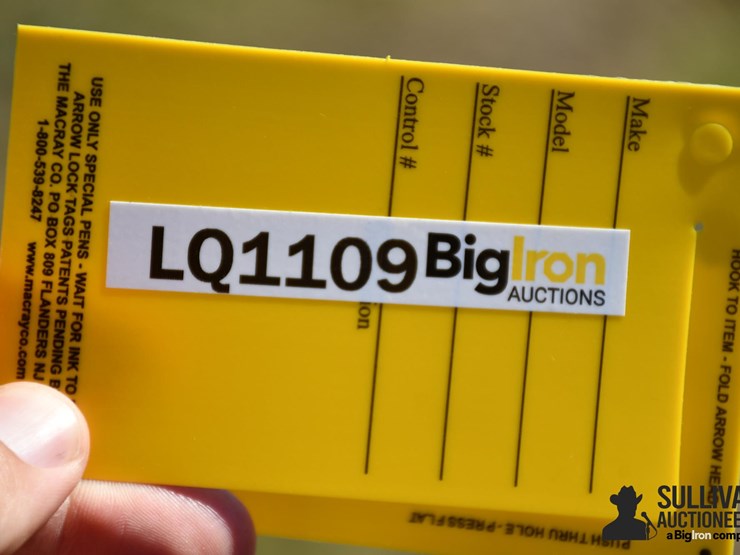 LQ1109 BigIron
AUCTIONS
Make
Model
Stock #
Control #
USE ONLY SPECIAL PENS - WAIT FOR INK TO
ARROW LOCK TAGS PATENTS PENDING
THE MACRAY CO. PO BOX 809 FLANDERS NJ
1-800-539-8247 www.macrayco.com
HOOK TO ITEM - FOLD ARROW
PUSH THRU HOLE - PRESS FLAT
a BigIron